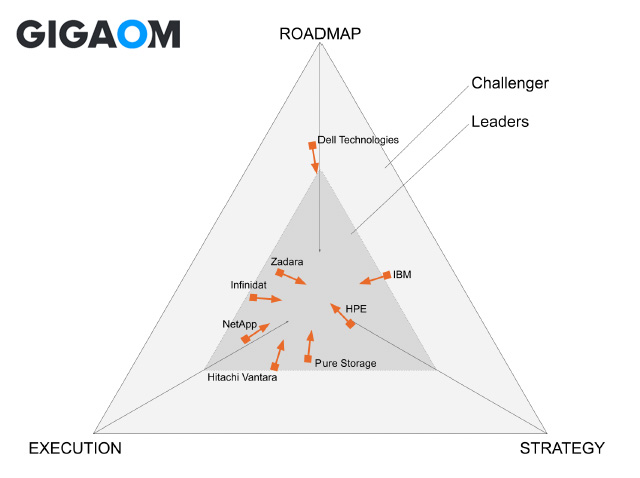 GIGAOM
ROADMAP
Challenger
Leaders
Dell Technologies
Zadara
IBM
Infinidat
HPE
NetApp
Pure Storage
Hitachi Vantara
EXECUTION
STRATEGY